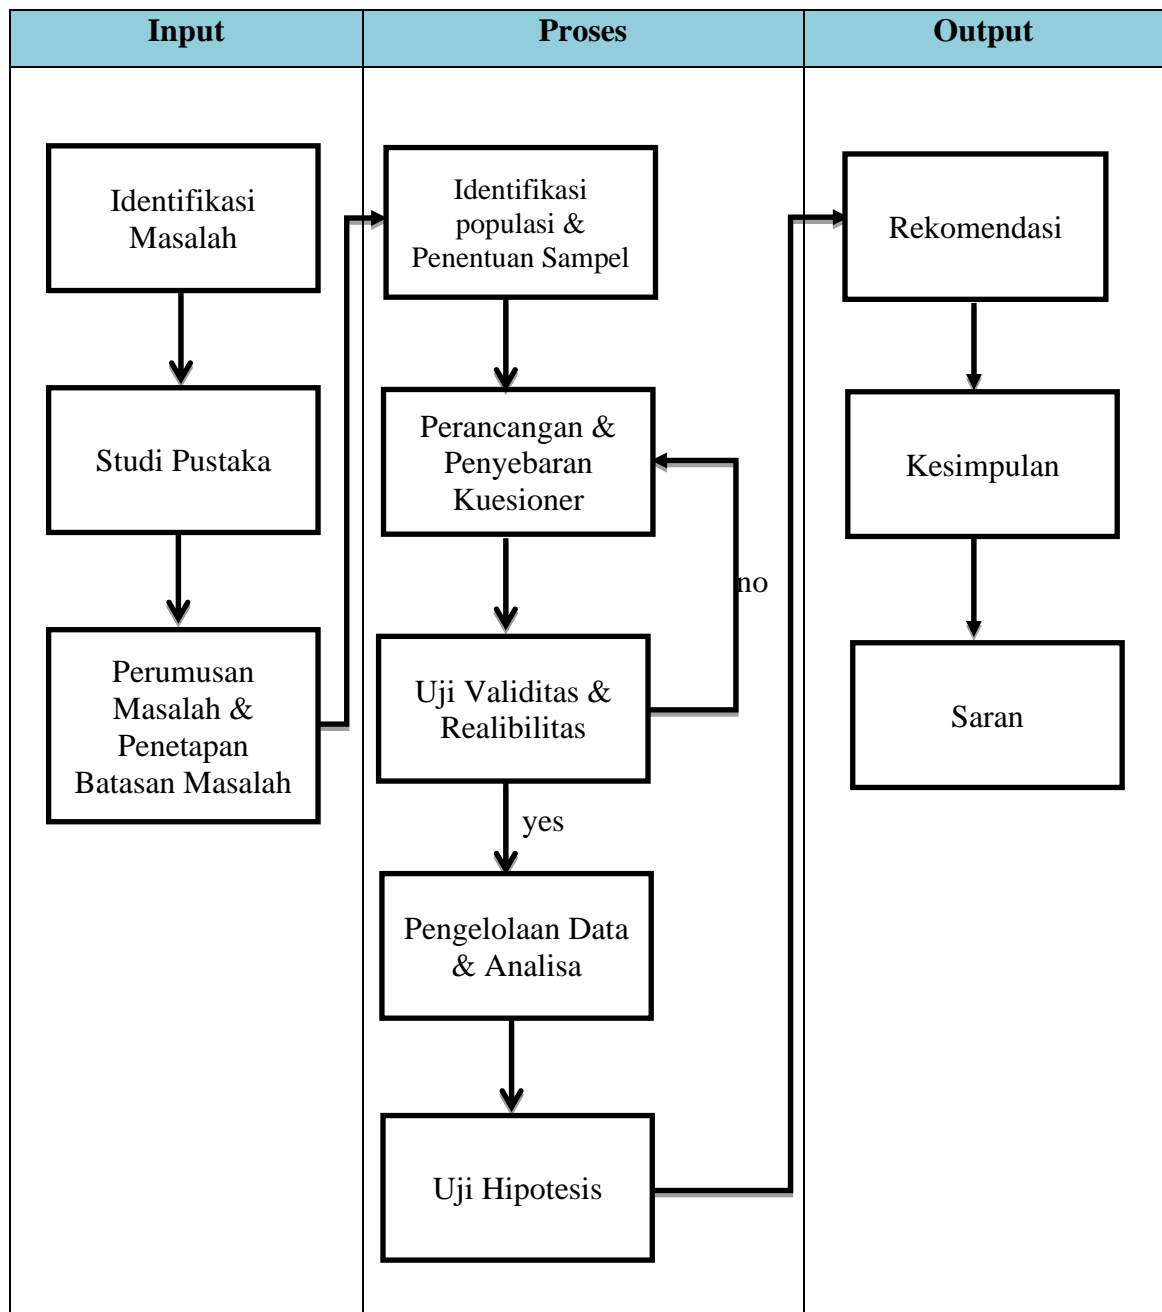 Input
Proses
Output
Identifikasi
Masalah
Studi Pustaka
Perumusan
Masalah &
Penetapan
Batasan Masalah
Identifikasi
populasi &
Penentuan Sampel
Perancangan &
Penyebaran
Kuesioner
no
Uji Validitas &
Realibilitas
yes
Pengelolaan Data
& Analisa
Uji Hipotesis
Rekomendasi
Kesimpulan
Saran